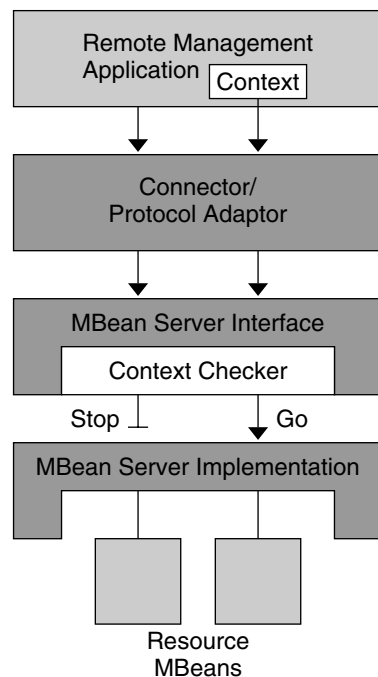 Remote Management
Application
Context
Connector/
Protocol Adaptor
MBean Server Interface
Context Checker
Stop
Go
MBean Server Implementation
Resource
MBeans